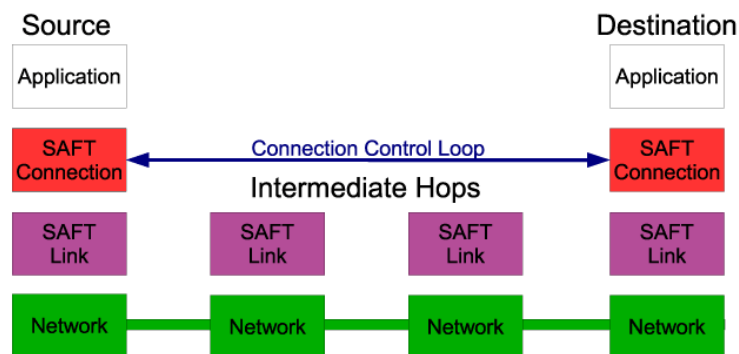 Source
Destination
Application
Application
SAFT
Connection
Connection Control Loop
SAFT
Connection
Intermediate Hops
SAFT
Link
SAFT
Link
SAFT
Link
SAFT
Link
Network
Network
Network
Network